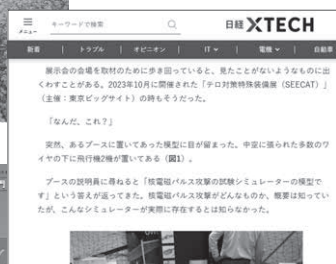 メニュー
キーワードで検索
日経XTECH
新着 | トラブル | オピニオン | IT | 電機 | 自動車
展示会の会場を取材のために歩き回っていると、見たことがないようなものに出
くわすことがある。2023年10月に開催された「テロ対策特殊装備展（SEECAT）」
（主催：東京ビッグサイト）の時もそうだった。
「なんだ、これ？」
突然、あるブースに置いてあった模型に目が留まった。中空に張られた多数のワ
イヤの下に飛行機2機が置いてある（図1）。
ブースの説明員に尋ねると「核電磁パルス攻撃の試験シミュレーターの模型で
す」という答えが返ってきた。核電磁パルス攻撃がどんなものか、概要は知ってい
たが、こんなシミュレーターが実際に存在するとは知らなかった。